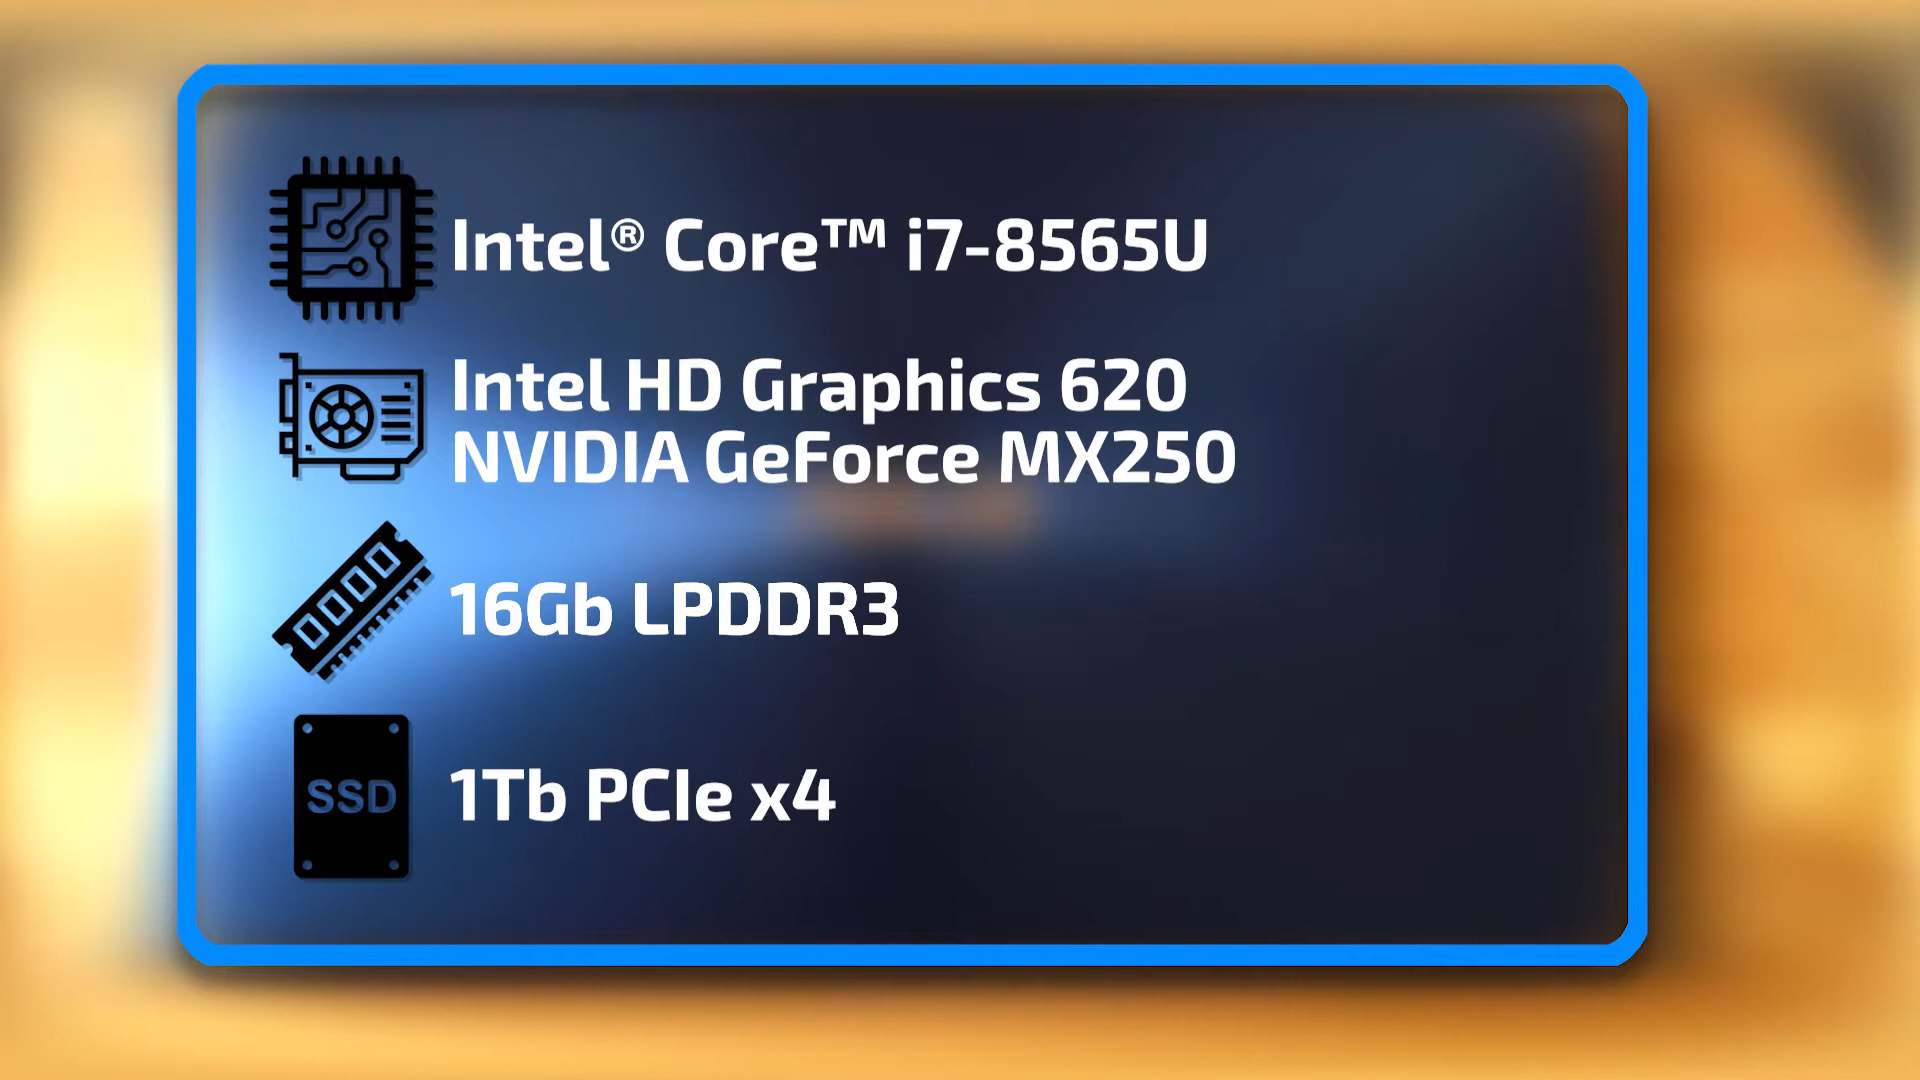 Intel® Core™ i7-8565U
Intel HD Graphics 620
NVIDIA GeForce MX250
16Gb LPDDR3
SSD
1Tb PCIe x4